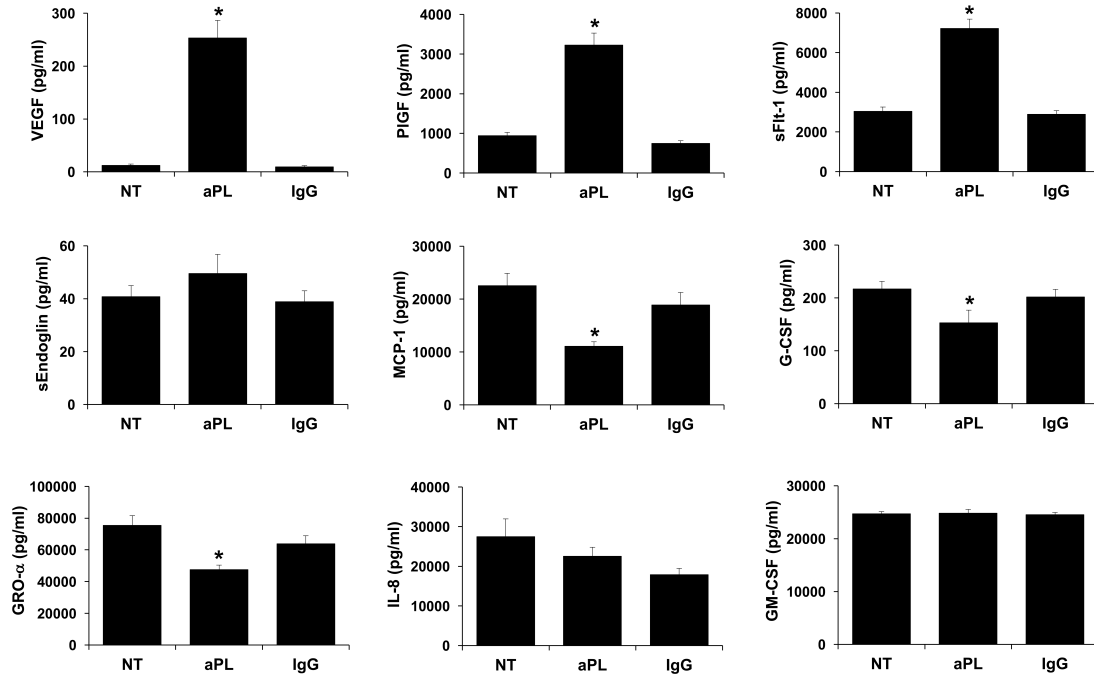 VEGF (pg/ml)
300
200
100
0
*
NT aPL IgG
PlGF (pg/ml)
4000
3000
2000
1000
0
*
NT aPL IgG
sFlt-1 (pg/ml)
8000
6000
4000
2000
0
*
NT aPL IgG
sEndoglin (pg/ml)
60
40
20
0
NT aPL IgG
MCP-1 (pg/ml)
30000
20000
10000
0
*
NT aPL IgG
G-CSF (pg/ml)
300
200
100
0
*
NT aPL IgG
GRO-α (pg/ml)
100000
80000
60000
40000
20000
0
*
NT aPL IgG
IL-8 (pg/ml)
40000
30000
20000
10000
0
NT aPL IgG
GM-CSF (pg/ml)
30000
20000
10000
0
NT aPL IgG